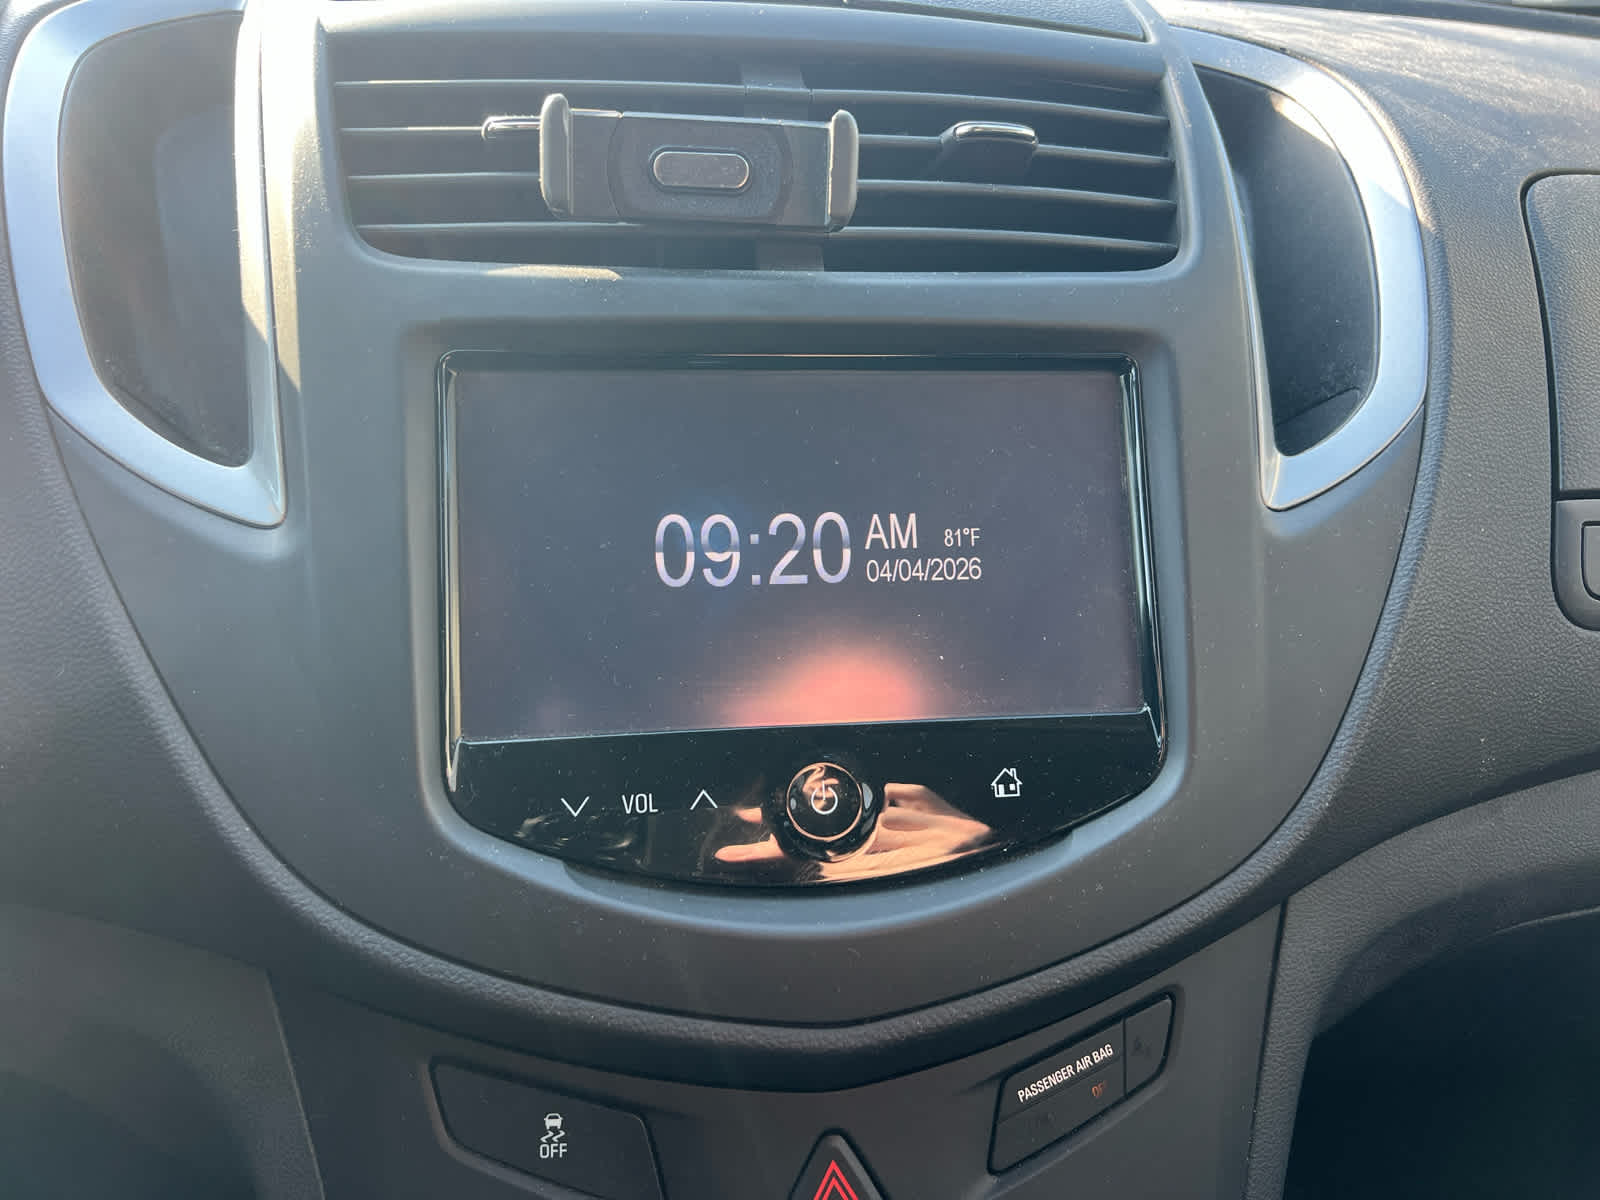 09:20 AM 81°F
04/04/2026
VOL
PASSENGER AIR BAG
OFF
OFF